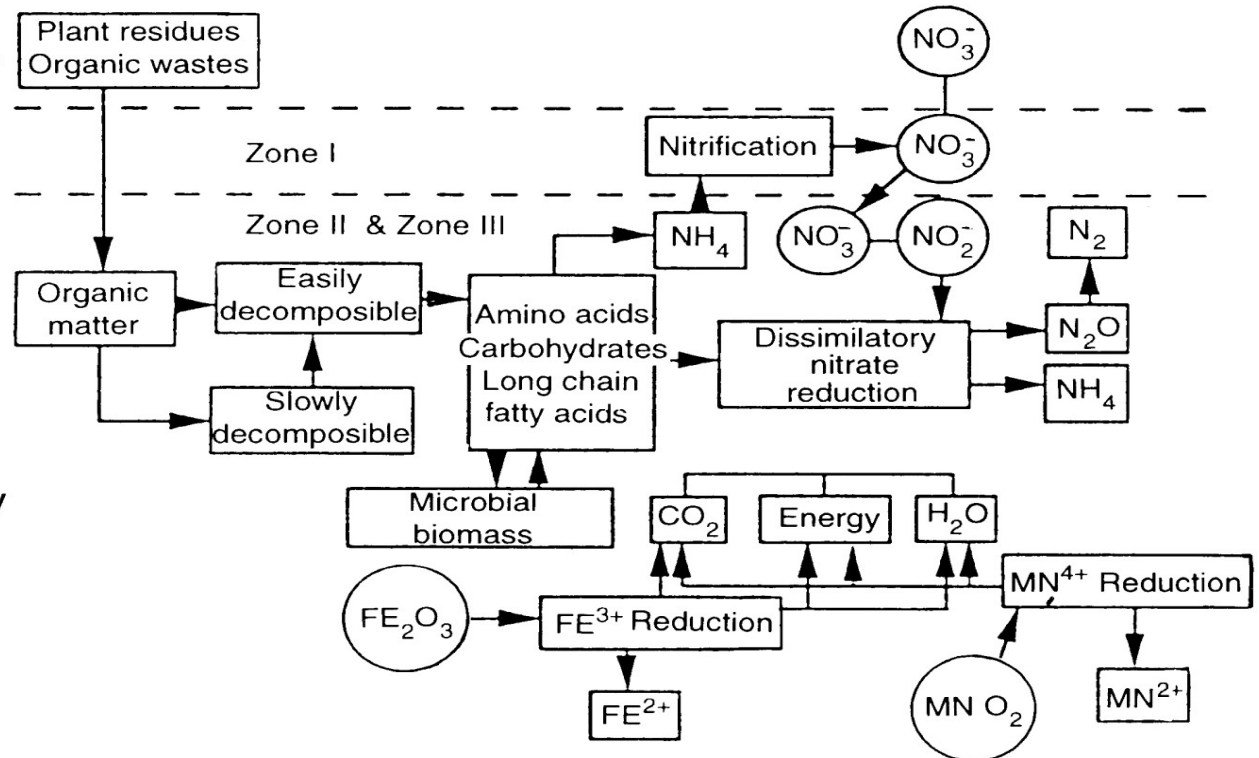 Plant residues
Organic wastes
NO₃⁻
Zone I
Nitrification
NO₃⁻
Zone II & Zone III
NH₄
NO₃⁻
NO₂⁻
N₂
Organic
matter
Easily
decomposible
Amino acids
Carbohydrates
Long chain
fatty acids
Dissimilatory
nitrate
reduction
N₂O
NH₄
Slowly
decomposible
Microbial
biomass
CO₂
Energy
H₂O
MN⁴⁺ Reduction
FE₂O₃
FE³⁺ Reduction
FE²⁺
MN O₂
MN²⁺